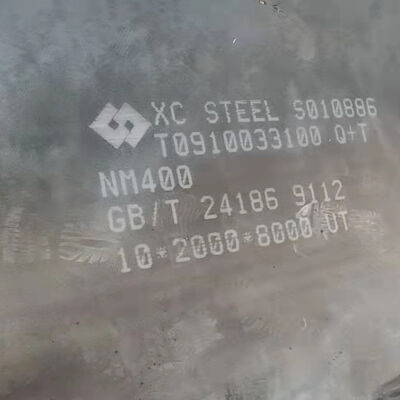 XC STEEL S010886
T0910033100 Q+T
NM400
GB/T 24186 9112
10*2000*8000 UT